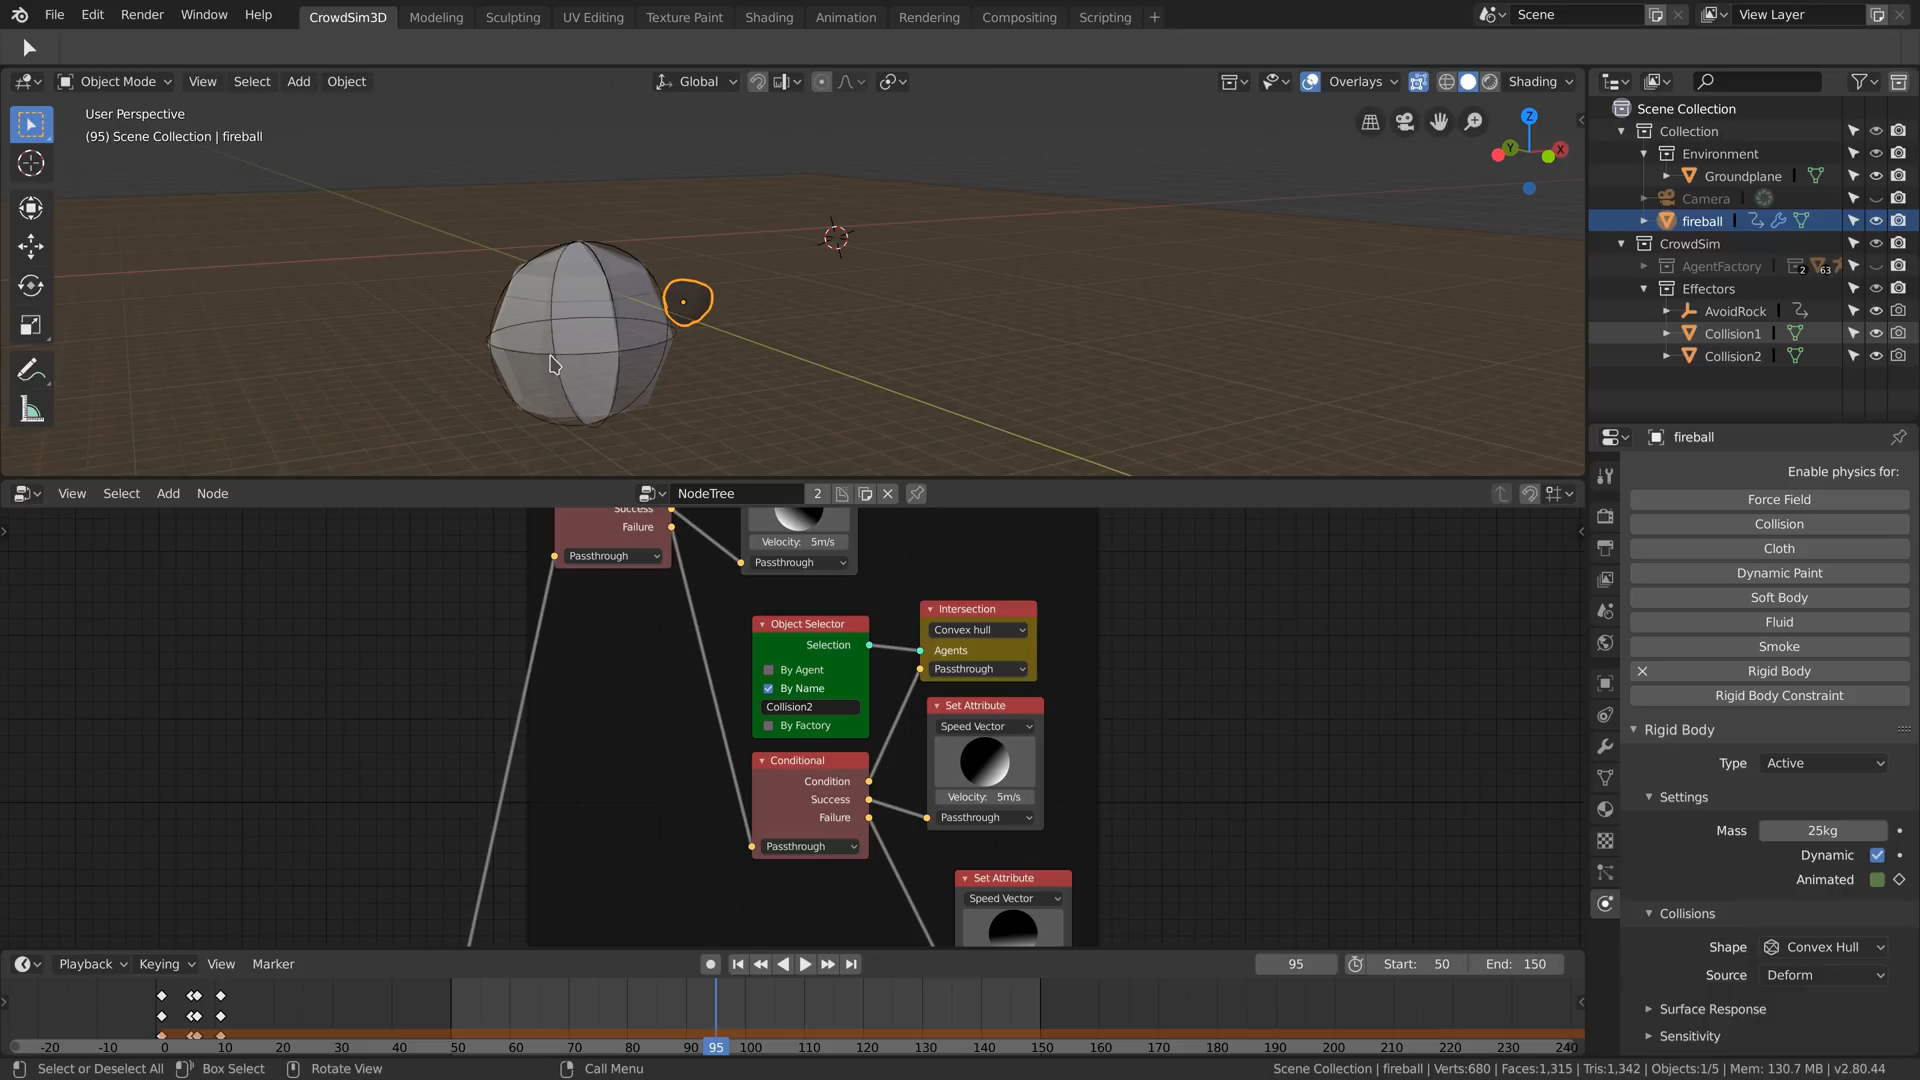 File Edit Render Window Help CrowdSim3D Modeling Sculpting UV Editing Texture Paint Shading Animation Rendering Compositing Scripting + Scene View Layer
Object Mode View Select Add Object Global Overlays Shading
User Perspective
(95) Scene Collection | fireball
Z
Y
X
Scene Collection
Collection
Environment
Groundplane
Camera
fireball
CrowdSim
AgentFactory 2 63
Effectors
AvoidRock
Collision1
Collision2
View Select Add Node NodeTree 2
Success
Failure
Passthrough
Velocity: 5m/s
Passthrough
Object Selector
Selection
By Agent
By Name
Collision2
By Factory
Intersection
Convex hull
Agents
Passthrough
Set Attribute
Speed Vector
Velocity: 5m/s
Passthrough
Conditional
Condition
Success
Failure
Passthrough
Set Attribute
Speed Vector
fireball
Enable physics for:
Force Field
Collision
Cloth
Dynamic Paint
Soft Body
Fluid
Smoke
Rigid Body
Rigid Body Constraint
Rigid Body
Type Active
Settings
Mass 25kg
Dynamic
Animated
Collisions
Shape Convex Hull
Source Deform
Surface Response
Sensitivity
Playback Keying View Marker 95 Start: 50 End: 150
-20 -10 0 10 20 30 40 50 60 70 80 90 95 100 110 120 130 140 150 160 170 180 190 200 210 220 230 240
Select or Deselect All Box Select Rotate View Call Menu Scene Collection | fireball | Verts:680 | Faces:1,315 | Tris:1,342 | Objects:1/5 | Mem: 130.7 MB | v2.80.44